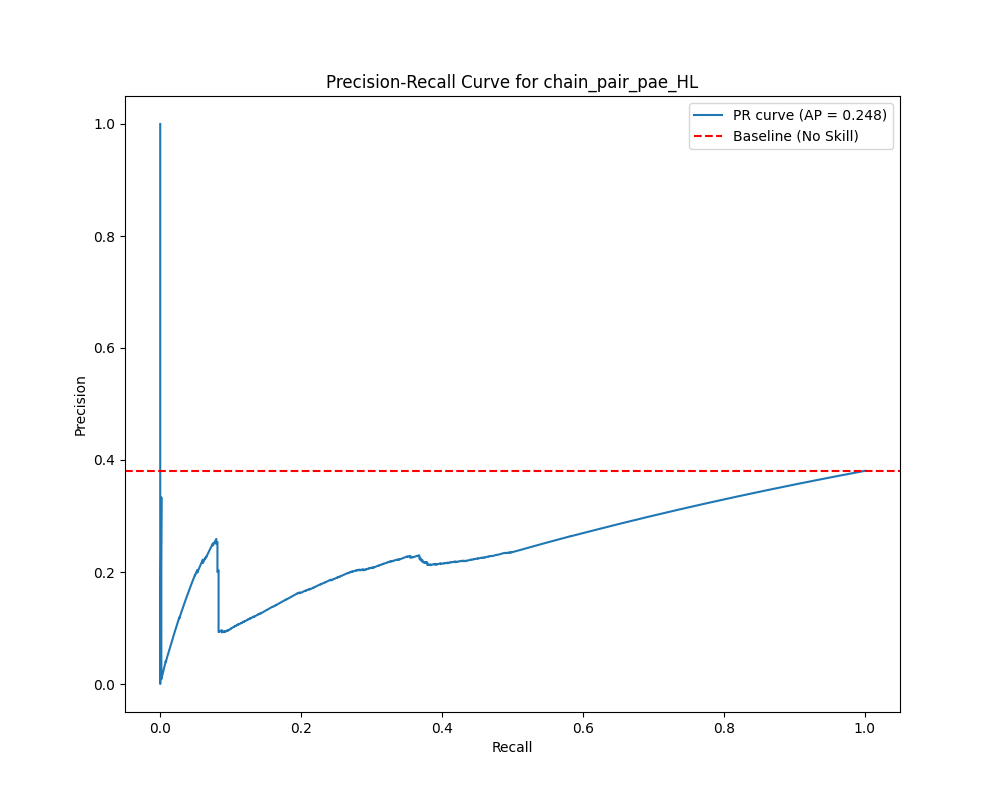 Precision-Recall Curve for chain_pair_pae_HL
PR curve (AP = 0.248)
Baseline (No Skill)
1.0
0.8
0.6
0.4
0.2
0.0
Precision
0.0 0.2 0.4 0.6 0.8 1.0
Recall